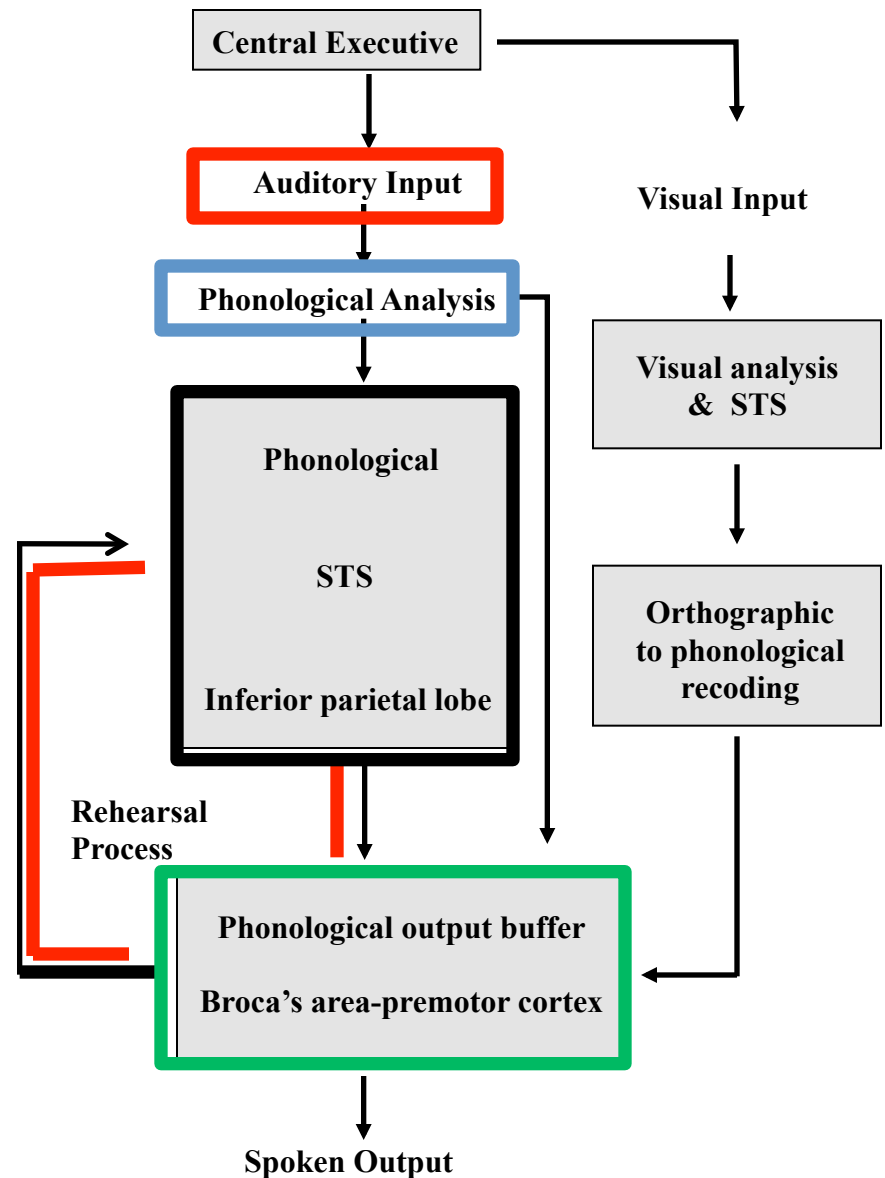 Central Executive
Auditory Input
Visual Input
Phonological Analysis
Visual analysis
& STS
Phonological
STS
Inferior parietal lobe
Orthographic
to phonological
recoding
Rehearsal
Process
Phonological output buffer
Broca’s area-premotor cortex
Spoken Output